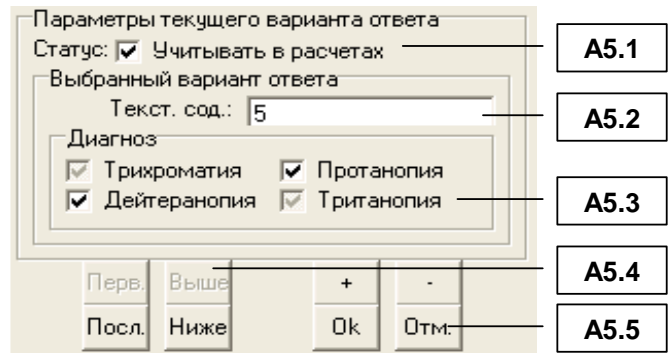 Параметры текущего варианта ответа
Статус: Учитывать в расчетах
A5.1
Выбранный вариант ответа
Текст. сод.: 5
A5.2
Диагноз
Трихроматия Протанопия
Дейтеранопия Тританопия
A5.3
A5.4
Перв. Выше + -
Посл. Ниже Ok Отм.
A5.5